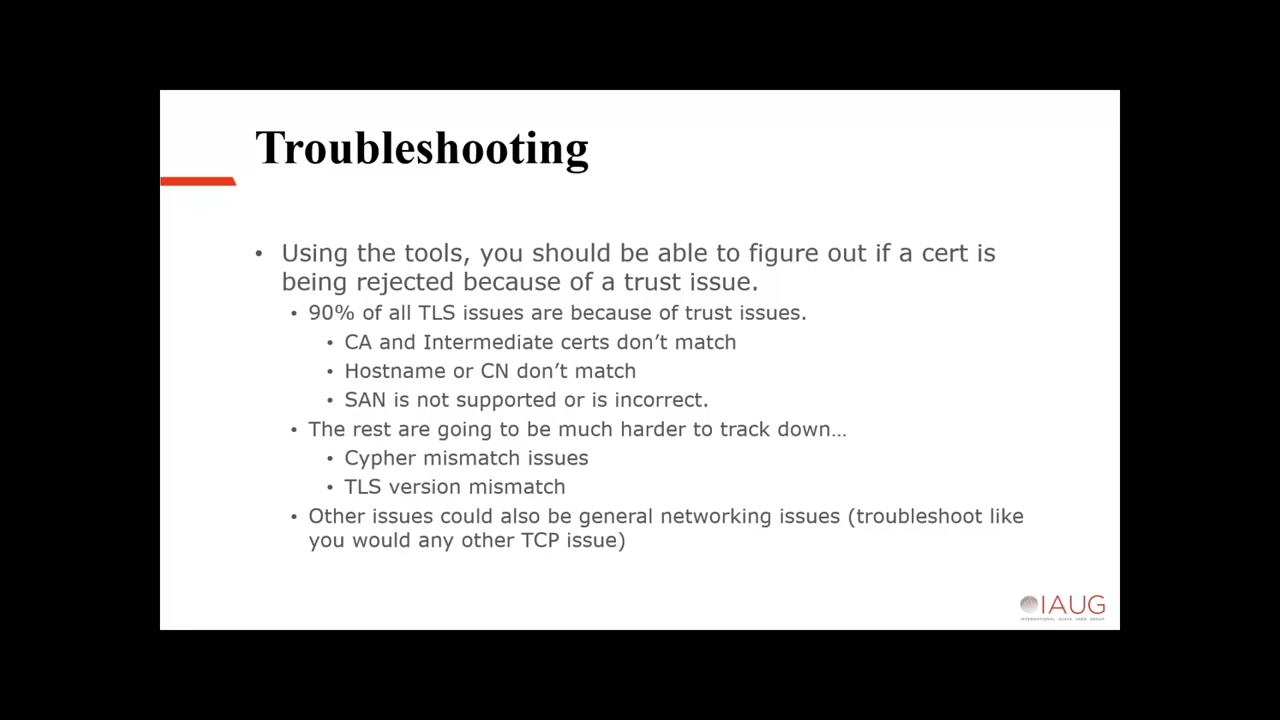 Troubleshooting
• Using the tools, you should be able to figure out if a cert is
being rejected because of a trust issue.
• 90% of all TLS issues are because of trust issues.
• CA and Intermediate certs don’t match
• Hostname or CN don’t match
• SAN is not supported or is incorrect.
• The rest are going to be much harder to track down…
• Cypher mismatch issues
• TLS version mismatch
• Other issues could also be general networking issues (troubleshoot like
you would any other TCP issue)
IAUG
INTERNATIONAL AVAYA USER GROUP